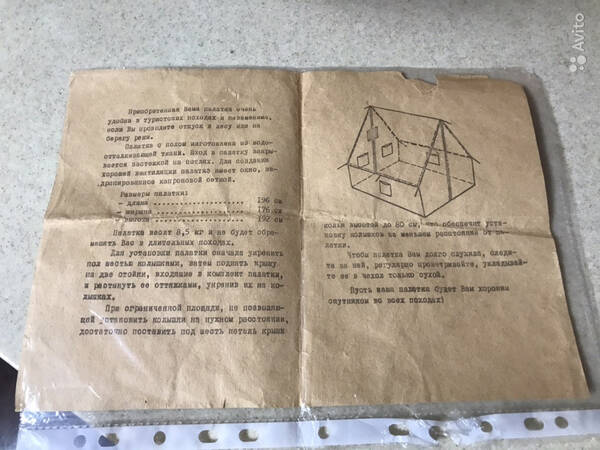 Приобретенная Вами палатка очень
удобна в туристских походах и незаменима,
если Вы проводите отпуск в лесу или на
берегу реки.
Палатка с полом изготовлена из водо-
отталкивающей ткани. Вход в палатку закры-
вается застежкой на петлях. Для создания
хорошей вентиляции палатка имеет окно, за-
драпированное капроновой сеткой.
Размеры палатки:
- длина ................ 196 см
- ширина ............... 176 см
- высота ............... 192 см
Палатка весит 8,5 кг и не будет обре-
менять Вас в длительных походах.
Для установки палатки сначала укрепить
пол шестью колышками, затем поднять крышу
на две стойки, входящие в комплект палатки,
и растянуть ее оттяжками, укрепив их на ко-
лышках.
При ограниченной площади, не позволяю-
щей установить колышки на нужном расстоянии,
достаточно поставить под шесть петель крыши
колья высотой до 80 см, что обеспечит уста-
новку колышков на меньшем расстоянии от па-
латки.
Чтобы палатка Вам долго служила, следи-
те за ней, регулярно проветривайте, укладывай-
те ее в чехол только сухой.
Пусть наша палатка будет Вам хорошим
спутником во всех походах!
Avito